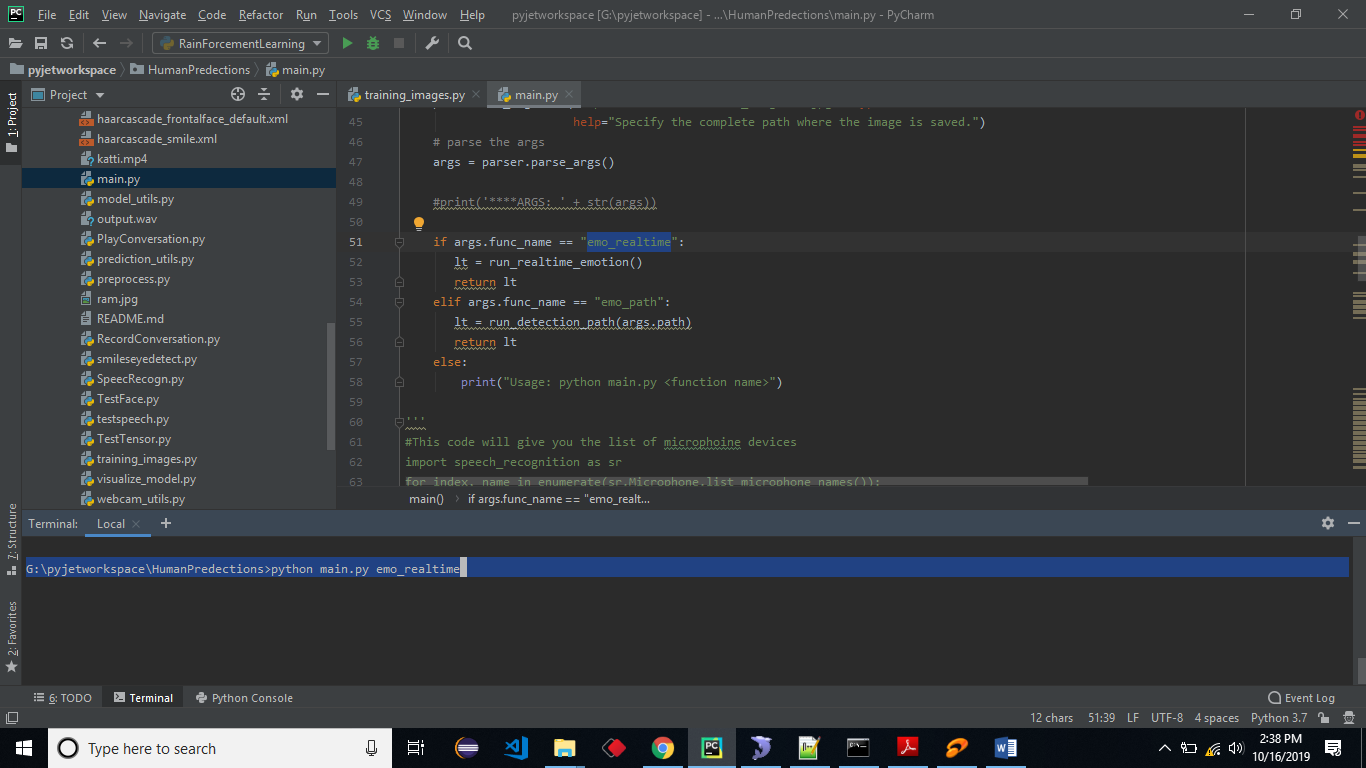 File Edit View Navigate Code Refactor Run Tools VCS Window Help pyjetworkspace [G:\pyjetworkspace] - ...\HumanPredections\main.py - PyCharm
RainForcementLearning
pyjetworkspace HumanPredections main.py
1: Project
Project
training_images.py main.py
haarcascade_frontalface_default.xml
haarcascade_smile.xml
katti.mp4
main.py
model_utils.py
output.wav
PlayConversation.py
prediction_utils.py
preprocess.py
ram.jpg
README.md
RecordConversation.py
smileseyedetect.py
SpeecRecogn.py
TestFace.py
testspeech.py
TestTensor.py
training_images.py
visualize_model.py
webcam_utils.py
45 help="Specify the complete path where the image is saved.")
46 # parse the args
47 args = parser.parse_args()
48
49 #print('****ARGS: ' + str(args))
50
51 if args.func_name == "emo_realtime":
52 lt = run_realtime_emotion()
53 return lt
54 elif args.func_name == "emo_path":
55 lt = run_detection_path(args.path)
56 return lt
57 else:
58 print("Usage: python main.py <function name>")
59
60 '''
61 #This code will give you the list of microphoine devices
62 import speech_recognition as sr
63 for index, name in enumerate(sr.Microphone.list_microphone_names()):
main() if args.func_name == "emo_realt...
7: Structure
2: Favorites
Terminal: Local
G:\pyjetworkspace\HumanPredections>python main.py emo_realtime
6: TODO Terminal Python Console Event Log
12 chars 51:39 LF UTF-8 4 spaces Python 3.7
Type here to search
2:38 PM
10/16/2019